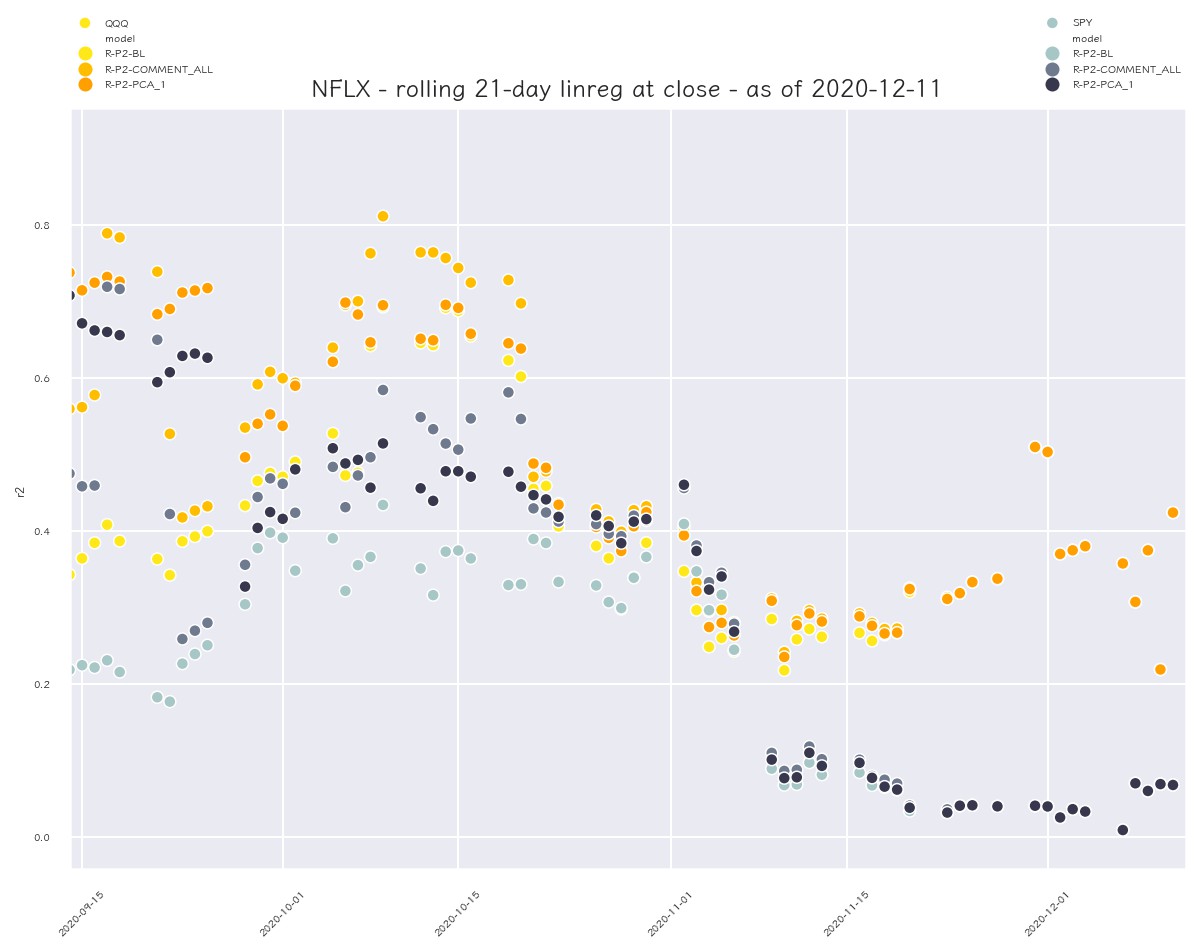 QQQ
model
R-P2-BL
R-P2-COMMENT_ALL
R-P2-PCA_1
SPY
model
R-P2-BL
R-P2-COMMENT_ALL
R-P2-PCA_1
NFLX - rolling 21-day linreg at close - as of 2020-12-11
0.8
0.6
0.4
0.2
0.0
r2
2020-09-15
2020-10-01
2020-10-15
2020-11-01
2020-11-15
2020-12-01